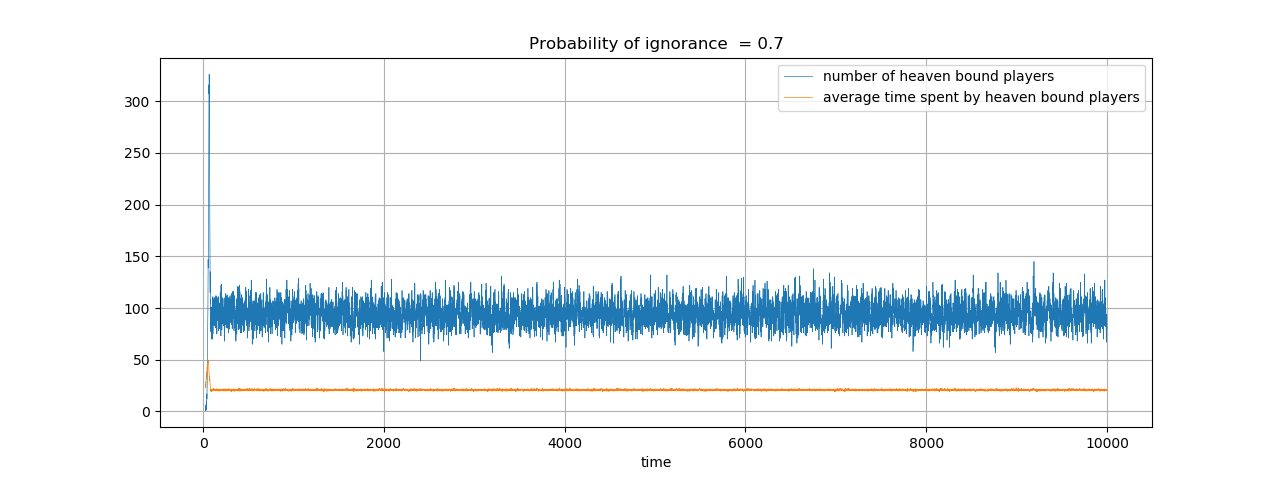 Probability of ignorance  = 0.7
number of heaven bound players
average time spent by heaven bound players
300
250
200
150
100
50
0
0 2000 4000 6000 8000 10000
time